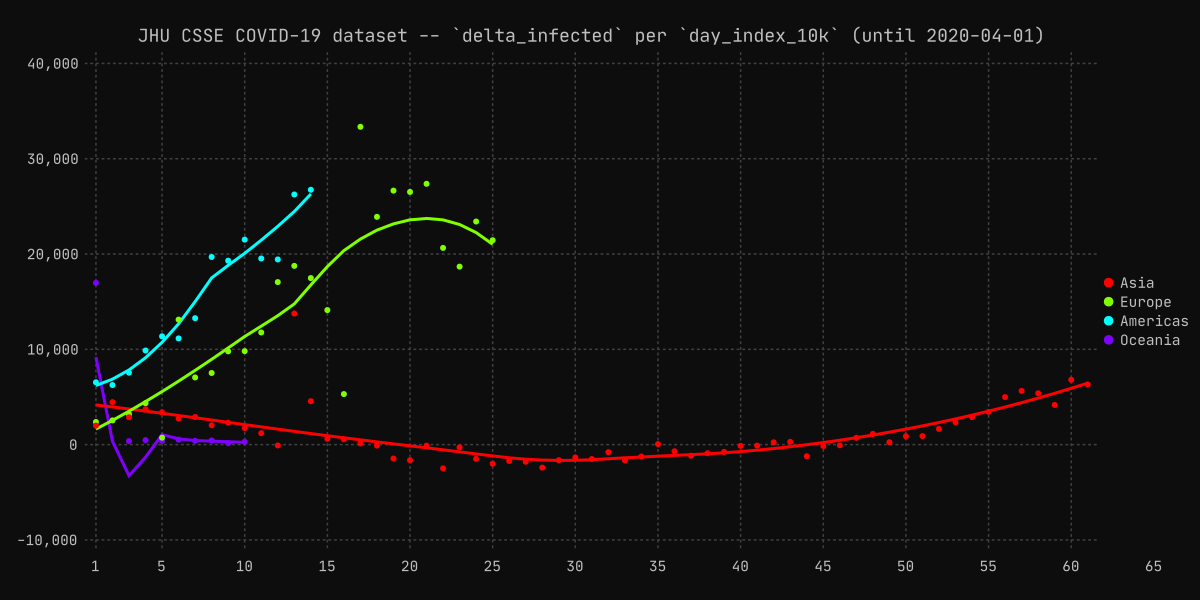 JHU CSSE COVID-19 dataset -- `delta_infected` per `day_index_10k` (until 2020-04-01)
40,000
30,000
20,000
10,000
0
-10,000
1 5 10 15 20 25 30 35 40 45 50 55 60 65
Asia
Europe
Americas
Oceania